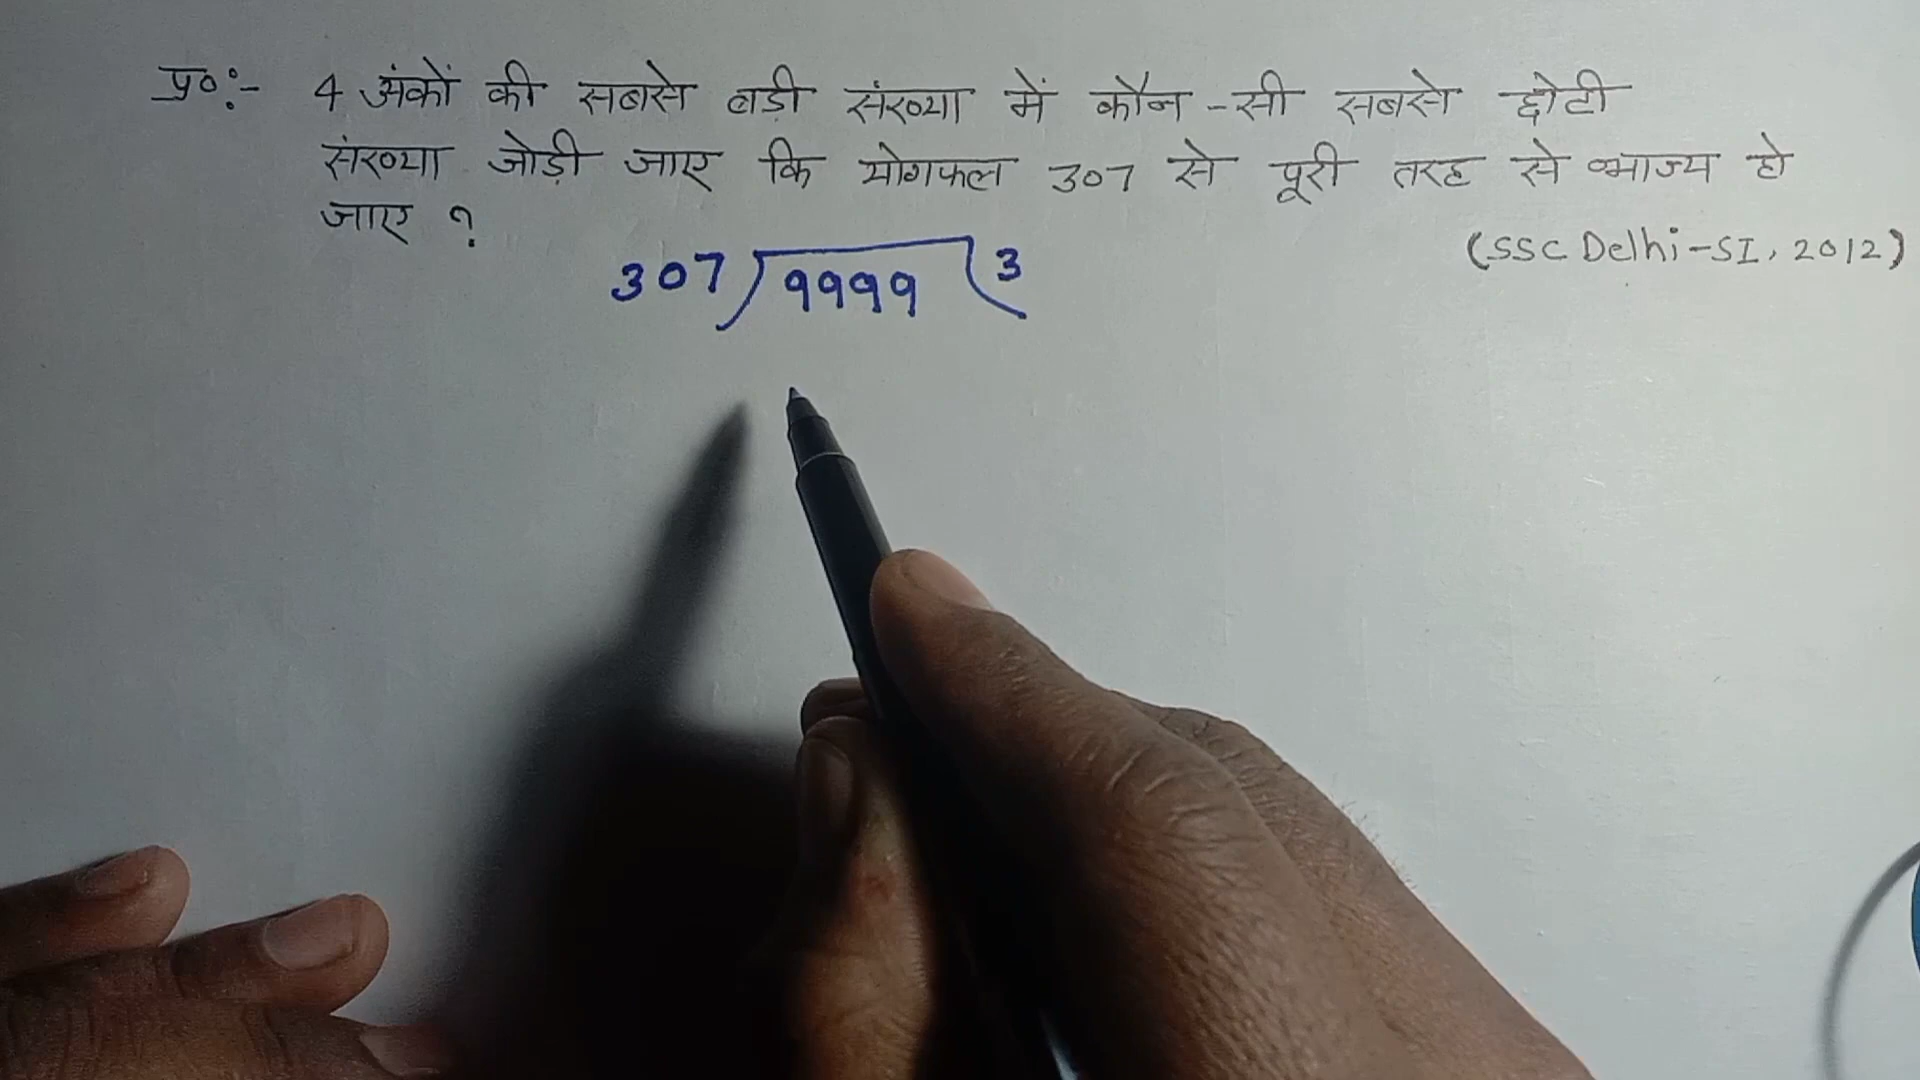 प्र०:- 4 अंकों की सबसे बड़ी संख्या में कौन-सी सबसे छोटी
संख्या जोड़ी जाए कि योगफल 307 से पूरी तरह से भाज्य हो
जाए ?
(SSC Delhi-SI, 2012)
307) 9999 (3